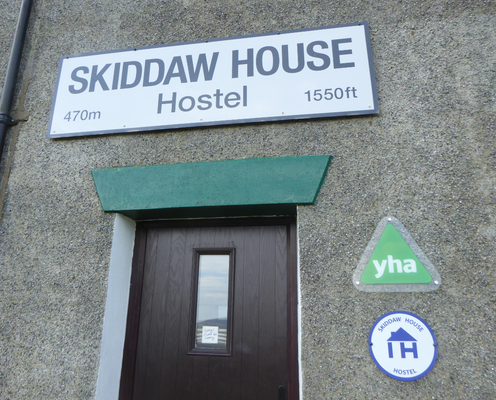 SKIDDAW HOUSE
Hostel
470m
1550ft
yha
SKIDDAW HOUSE
IH
HOSTEL